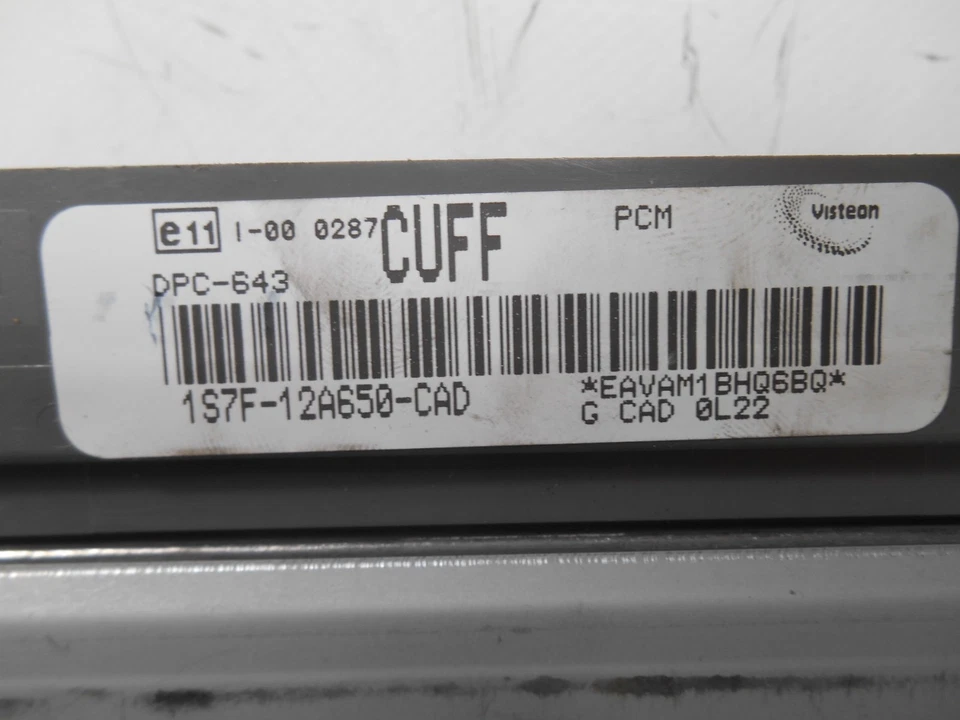 e11 I-00 0287 CUFF PCM Visteon
DPC-643
1S7F-12A650-CAD *EAVAM1BHQ6BQ*
G CAD 0L22